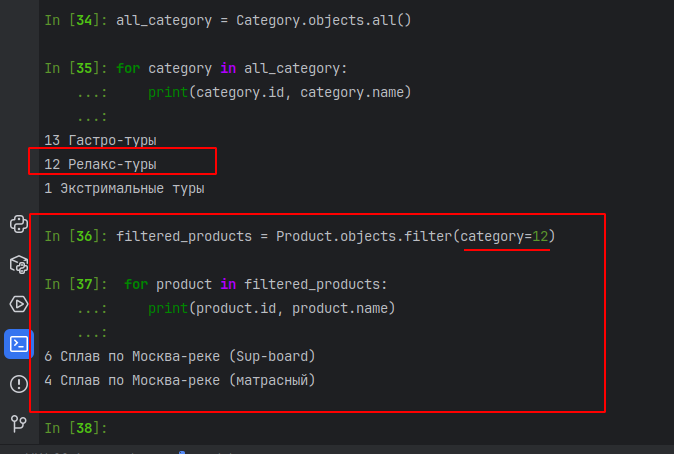 In [34]: all_category = Category.objects.all()
In [35]: for category in all_category:
...: print(category.id, category.name)
...:
13 Гастро-туры
12 Релакс-туры
1 Экстримальные туры
In [36]: filtered_products = Product.objects.filter(category=12)
In [37]: for product in filtered_products:
...: print(product.id, product.name)
...:
6 Сплав по Москва-реке (Sup-board)
4 Сплав по Москва-реке (матрасный)
In [38]: